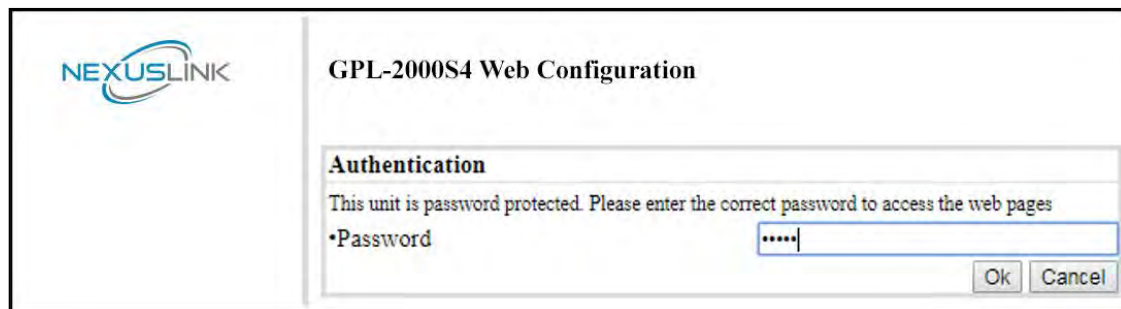 NEXUSLINK
GPL-2000S4 Web Configuration
Authentication
This unit is password protected. Please enter the correct password to access the web pages
•Password •••••
Ok Cancel